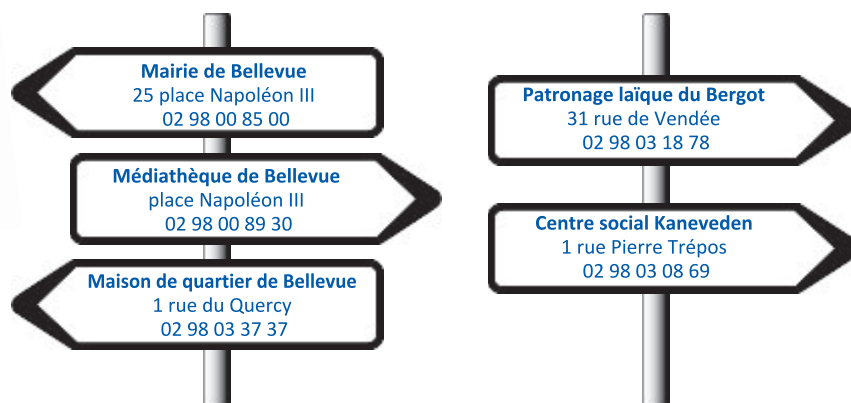 Mairie de Bellevue
25 place Napoléon III
02 98 00 85 00
Médiathèque de Bellevue
place Napoléon III
02 98 00 89 30
Maison de quartier de Bellevue
1 rue du Quercy
02 98 03 37 37
Patronage laïque du Bergot
31 rue de Vendée
02 98 03 18 78
Centre social Kaneveden
1 rue Pierre Trépos
02 98 03 08 69